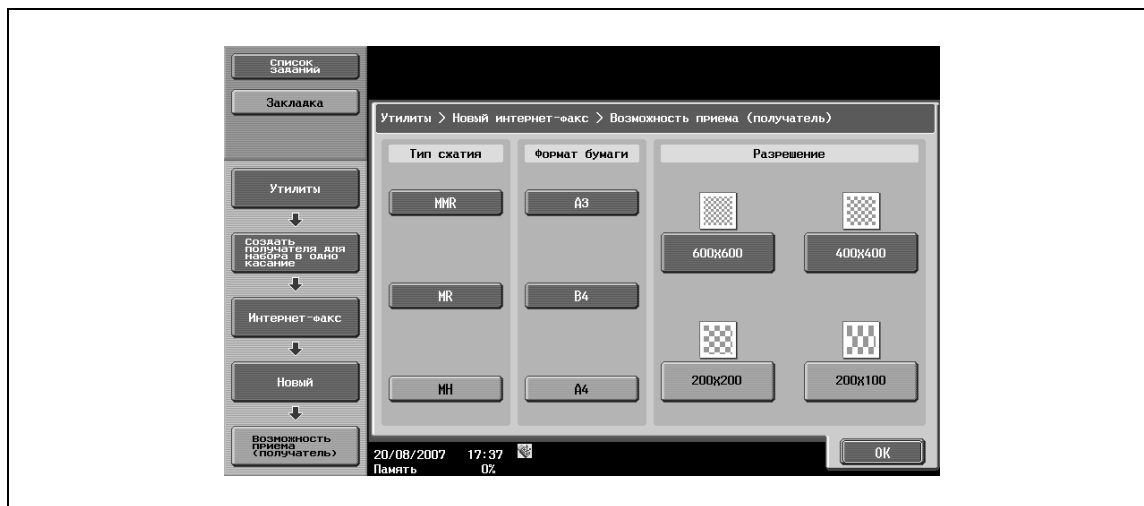 Список
заданий
Закладка
Утилиты
Создать
получателя для
набора в одно
касание
Интернет-факс
Новый
Возможность
приема
(получатель)
Утилиты > Новый интернет-факс > Возможность приема (получатель)
Тип сжатия
Формат бумаги
Разрешение
MMR
A3
600x600
400x400
MR
B4
MH
A4
200x200
200x100
20/08/2007 17:37
Память 0%
OK